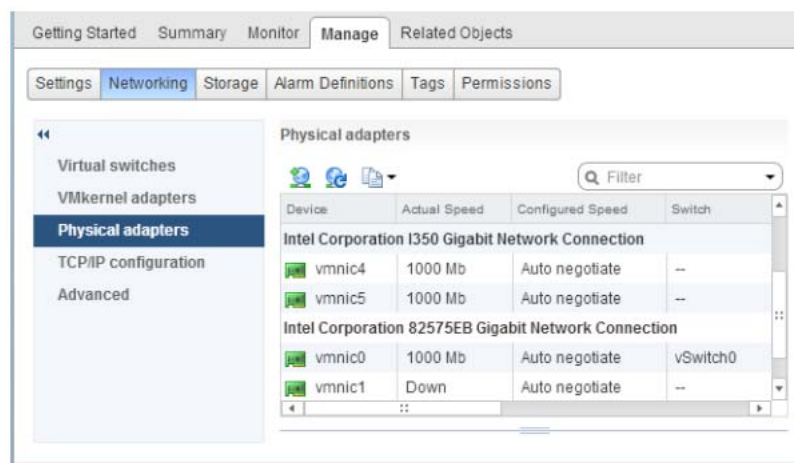 Getting Started Summary Monitor Manage Related Objects
Settings Networking Storage Alarm Definitions Tags Permissions
Virtual switches
VMkernel adapters
Physical adapters
TCP/IP configuration
Advanced
Physical adapters
Filter
Device Actual Speed Configured Speed Switch
Intel Corporation I350 Gigabit Network Connection
vmnic4 1000 Mb Auto negotiate --
vmnic5 1000 Mb Auto negotiate --
Intel Corporation 82575EB Gigabit Network Connection
vmnic0 1000 Mb Auto negotiate vSwitch0
vmnic1 Down Auto negotiate --